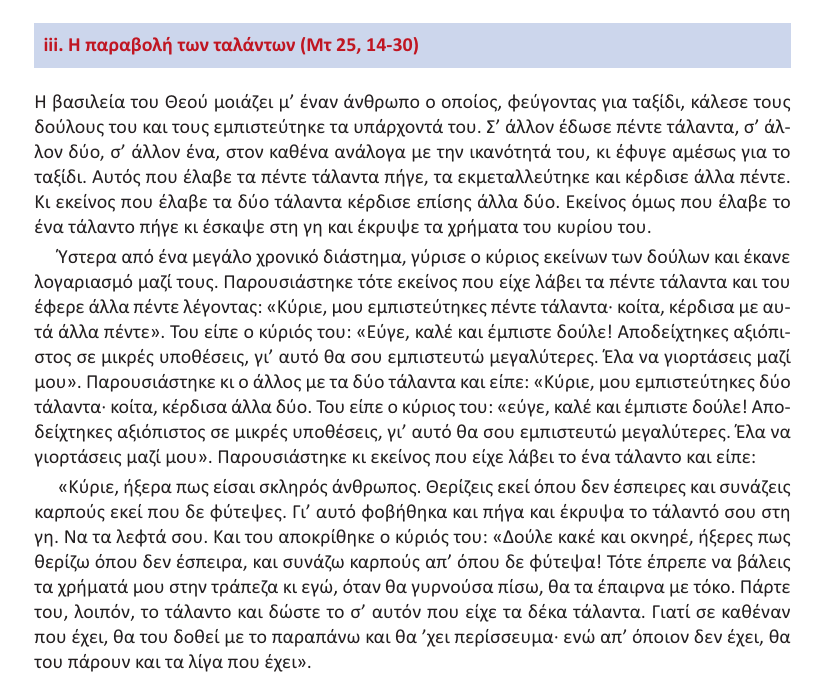 iii. Η παραβολή των ταλάντων (Μτ 25, 14-30)
Η βασιλεία του Θεού μοιάζει μ’ έναν άνθρωπο ο οποίος, φεύγοντας για ταξίδι, κάλεσε τους
δούλους του και τους εμπιστεύτηκε τα υπάρχοντά του. Σ’ άλλον έδωσε πέντε τάλαντα, σ’ άλ-
λον δύο, σ’ άλλον ένα, στον καθένα ανάλογα με την ικανότητά του, κι έφυγε αμέσως για το
ταξίδι. Αυτός που έλαβε τα πέντε τάλαντα πήγε, τα εκμεταλλεύτηκε και κέρδισε άλλα πέντε.
Κι εκείνος που έλαβε τα δύο τάλαντα κέρδισε επίσης άλλα δύο. Εκείνος όμως που έλαβε το
ένα τάλαντο πήγε κι έσκαψε στη γη και έκρυψε τα χρήματα του κυρίου του.
Ύστερα από ένα μεγάλο χρονικό διάστημα, γύρισε ο κύριος εκείνων των δούλων και έκανε
λογαριασμό μαζί τους. Παρουσιάστηκε τότε εκείνος που είχε λάβει τα πέντε τάλαντα και του
έφερε άλλα πέντε λέγοντας: «Κύριε, μου εμπιστεύτηκες πέντε τάλαντα· κοίτα, κέρδισα με αυ-
τά άλλα πέντε». Του είπε ο κύριός του: «Εύγε, καλέ και έμπιστε δούλε! Αποδείχτηκες αξιόπι-
στος σε μικρές υποθέσεις, γι’ αυτό θα σου εμπιστευτώ μεγαλύτερες. Έλα να γιορτάσεις μαζί
μου». Παρουσιάστηκε κι ο άλλος με τα δύο τάλαντα και είπε: «Κύριε, μου εμπιστεύτηκες δύο
τάλαντα· κοίτα, κέρδισα άλλα δύο. Του είπε ο κύριος του: «εύγε, καλέ και έμπιστε δούλε! Απο-
δείχτηκες αξιόπιστος σε μικρές υποθέσεις, γι’ αυτό θα σου εμπιστευτώ μεγαλύτερες. Έλα να
γιορτάσεις μαζί μου». Παρουσιάστηκε κι εκείνος που είχε λάβει το ένα τάλαντο και είπε:
«Κύριε, ήξερα πως είσαι σκληρός άνθρωπος. Θερίζεις εκεί όπου δεν έσπειρες και συνάζεις
καρπούς εκεί που δε φύτεψες. Γι’ αυτό φοβήθηκα και πήγα και έκρυψα το τάλαντό σου στη
γη. Να τα λεφτά σου. Και του αποκρίθηκε ο κύριός του: «Δούλε κακέ και οκνηρέ, ήξερες πως
θερίζω όπου δεν έσπειρα, και συνάζω καρπούς απ’ όπου δε φύτεψα! Τότε έπρεπε να βάλεις
τα χρήματά μου στην τράπεζα κι εγώ, όταν θα γυρνούσα πίσω, θα τα έπαιρνα με τόκο. Πάρτε
του, λοιπόν, το τάλαντο και δώστε το σ’ αυτόν που είχε τα δέκα τάλαντα. Γιατί σε καθέναν
που έχει, θα του δοθεί με το παραπάνω και θα ’χει περίσσευμα· ενώ απ’ όποιον δεν έχει, θα
του πάρουν και τα λίγα που έχει».